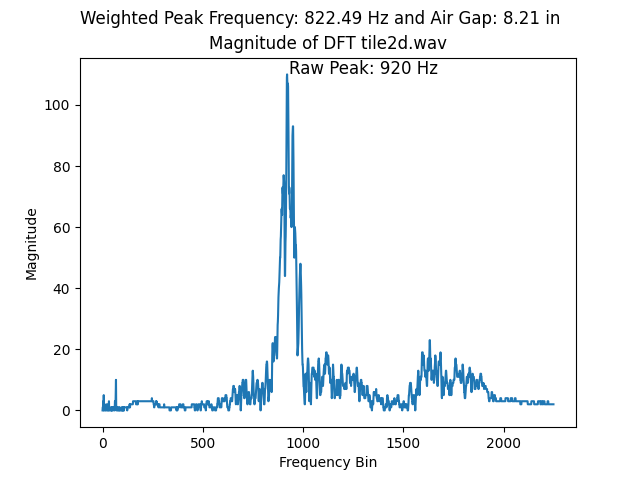 Weighted Peak Frequency: 822.49 Hz and Air Gap: 8.21 in
Magnitude of DFT tile2d.wav
Raw Peak: 920 Hz
100
80
60
40
20
0
Magnitude
0 500 1000 1500 2000
Frequency Bin